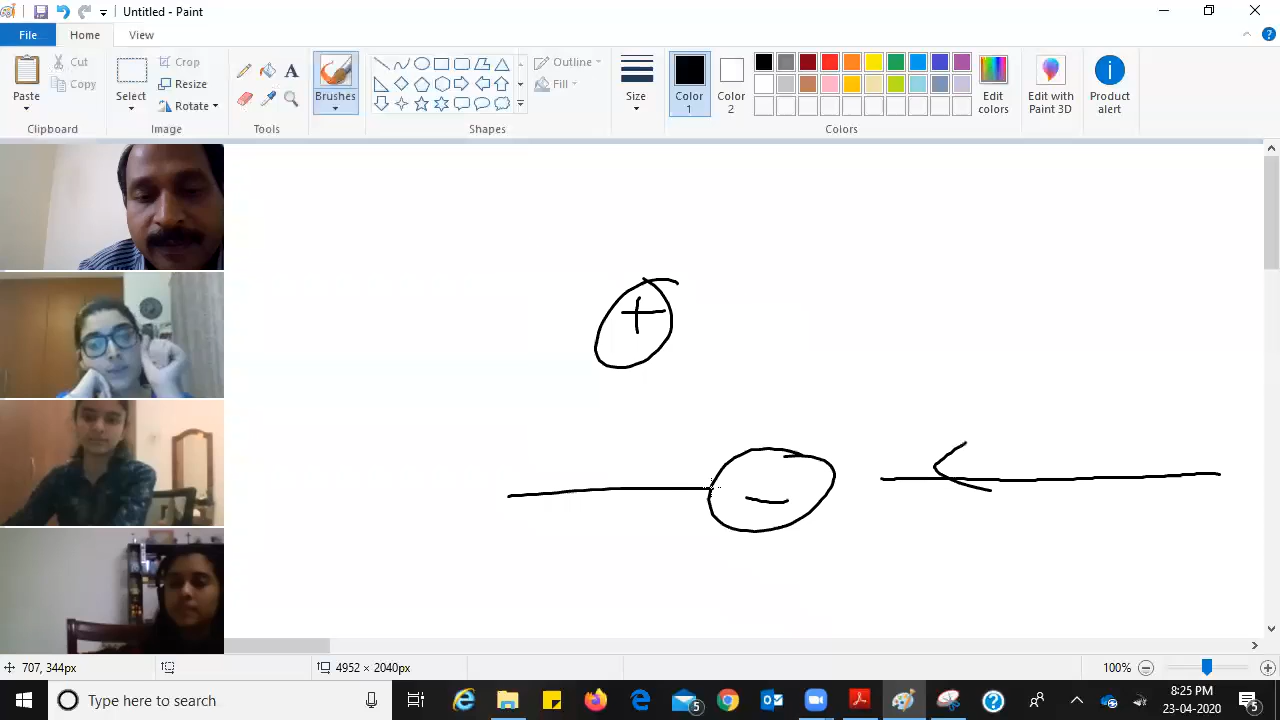 Untitled - Paint
File Home View
Cut
Copy
Paste
Clipboard
Crop
Resize
Rotate
Select
Image
Tools
Brushes
Outline
Fill
Shapes
Size
Color 1
Color 2
Edit colors
Colors
Edit with Paint 3D
Product alert
+
−
707, 344px
4952 × 2040px
100%
Type here to search
5
5
8:25 PM
23-04-2020